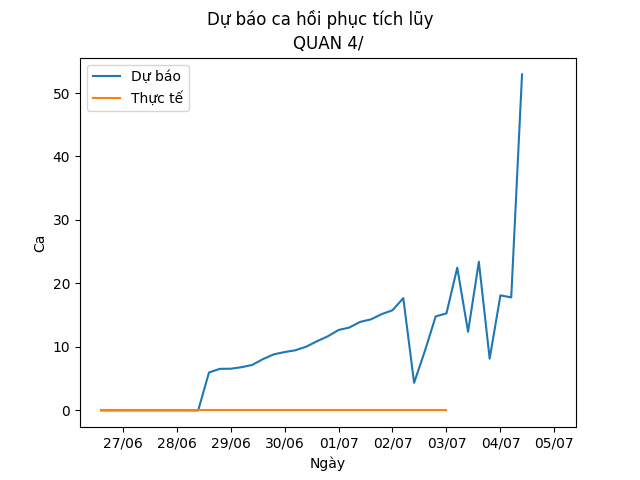 Dự báo ca hồi phục tích lũy
QUAN 4/
Dự báo
Thực tế
50
40
30
20
10
0
Ca
27/06 28/06 29/06 30/06 01/07 02/07 03/07 04/07 05/07
Ngày